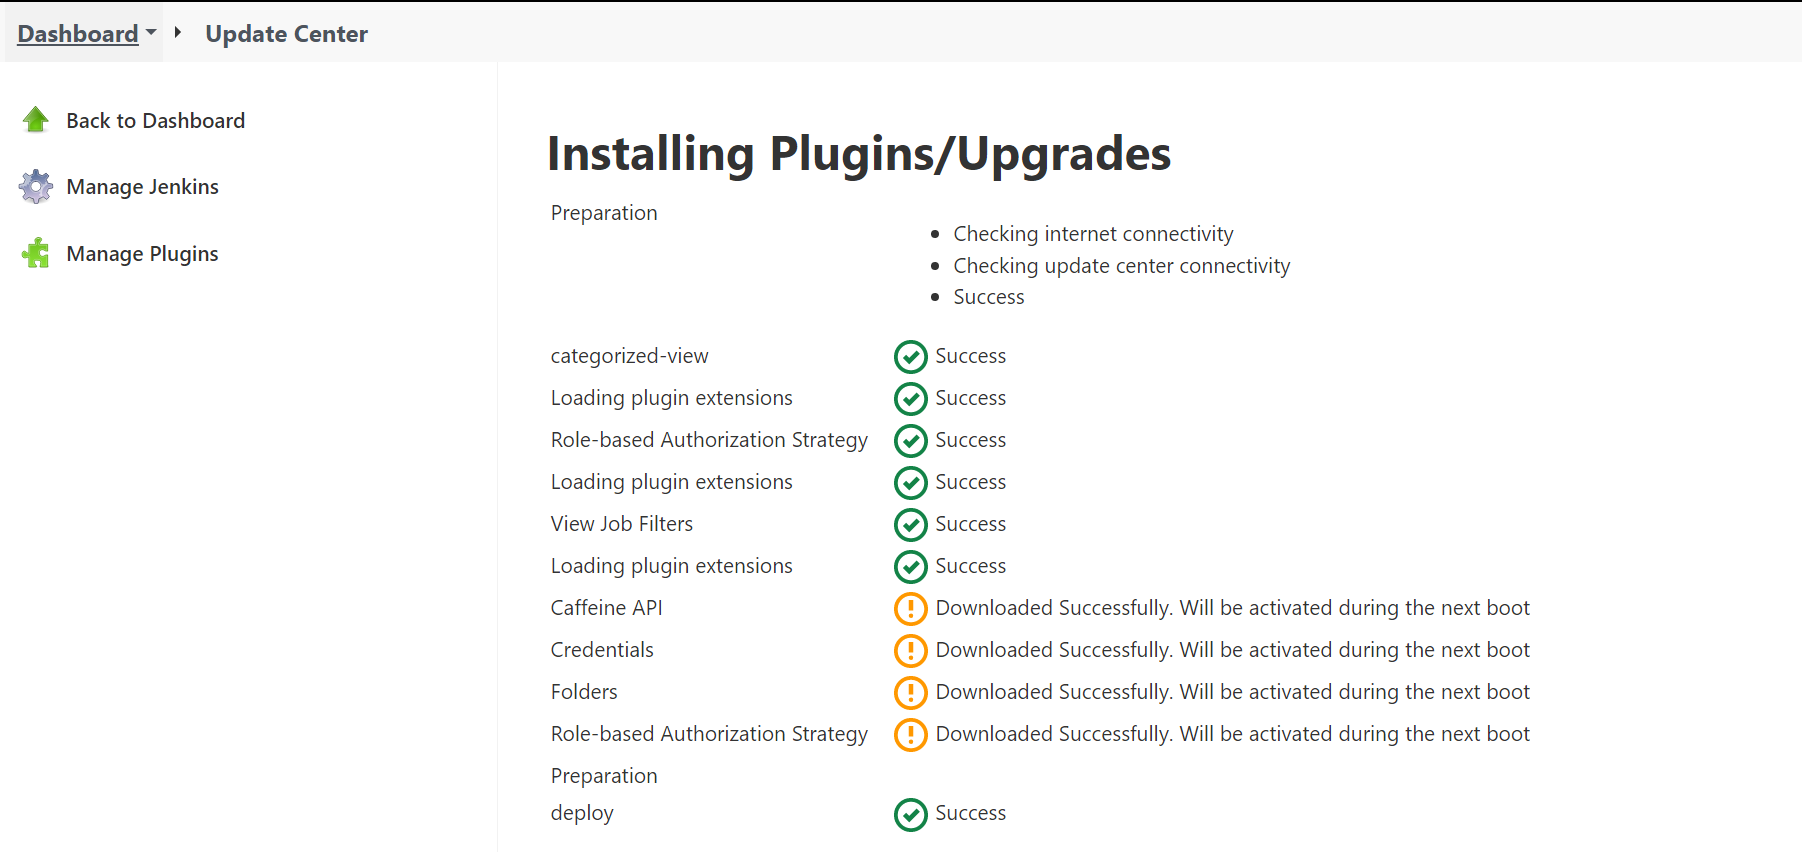 Dashboard
Update Center
Back to Dashboard
Manage Jenkins
Manage Plugins
Installing Plugins/Upgrades
Preparation
Checking internet connectivity
Checking update center connectivity
Success
categorized-view Success
Loading plugin extensions Success
Role-based Authorization Strategy Success
Loading plugin extensions Success
View Job Filters Success
Loading plugin extensions Success
Caffeine API Downloaded Successfully. Will be activated during the next boot
Credentials Downloaded Successfully. Will be activated during the next boot
Folders Downloaded Successfully. Will be activated during the next boot
Role-based Authorization Strategy Downloaded Successfully. Will be activated during the next boot
Preparation
deploy Success